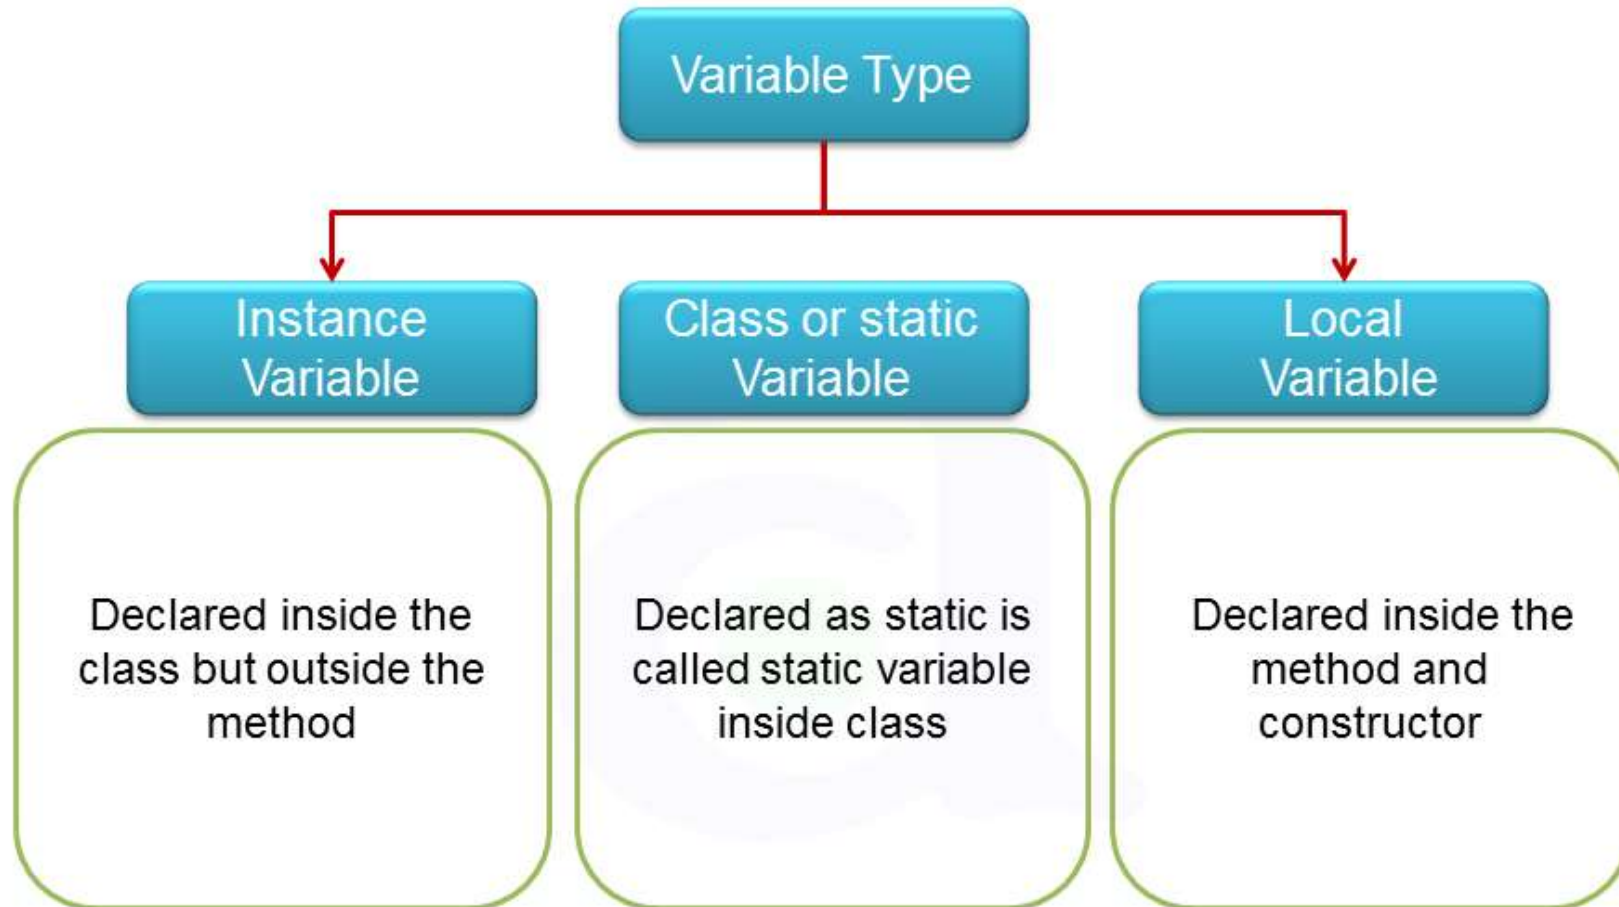 Variable Type
Instance
Variable
Class or static
Variable
Local
Variable
Declared inside the
class but outside the
method
Declared as static is
called static variable
inside class
Declared inside the
method and
constructor